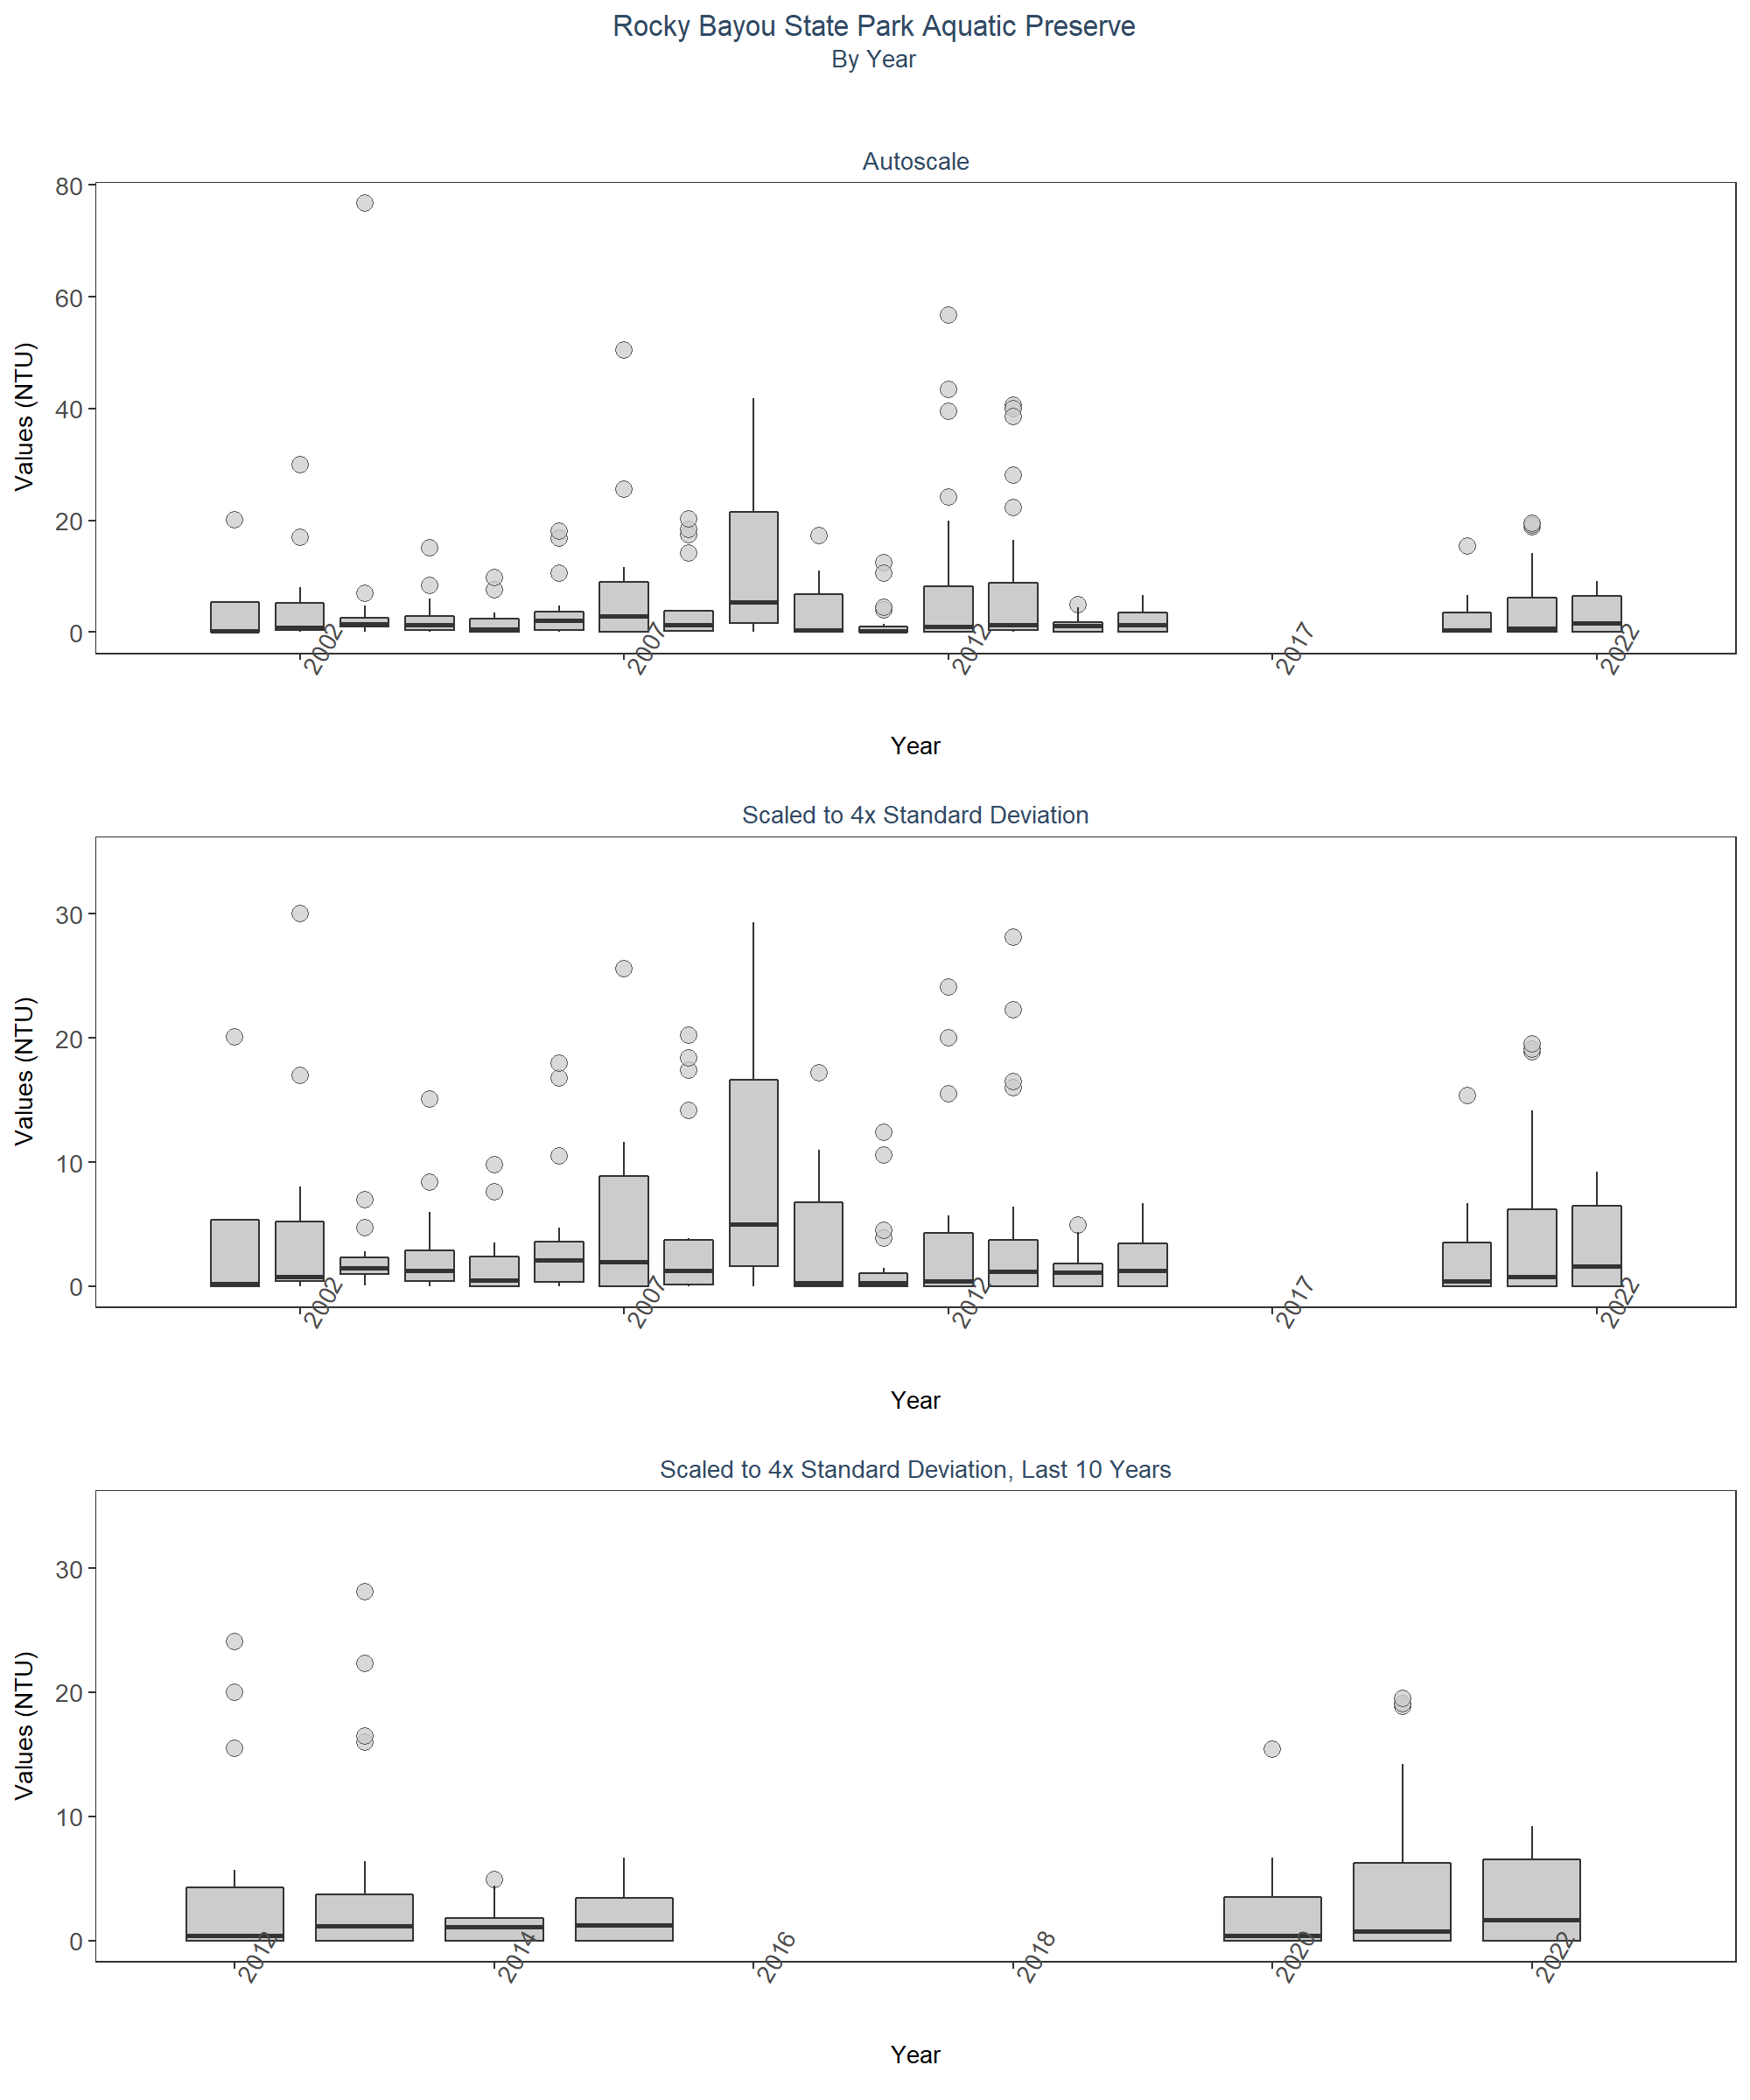 Rocky Bayou State Park Aquatic Preserve
By Year
Autoscale
Values (NTU)
80
60
40
20
0
2002
2007
2012
2017
2022
Year
Scaled to 4x Standard Deviation
Values (NTU)
30
20
10
0
2002
2007
2012
2017
2022
Year
Scaled to 4x Standard Deviation, Last 10 Years
Values (NTU)
30
20
10
0
2012
2014
2016
2018
2020
2022
Year